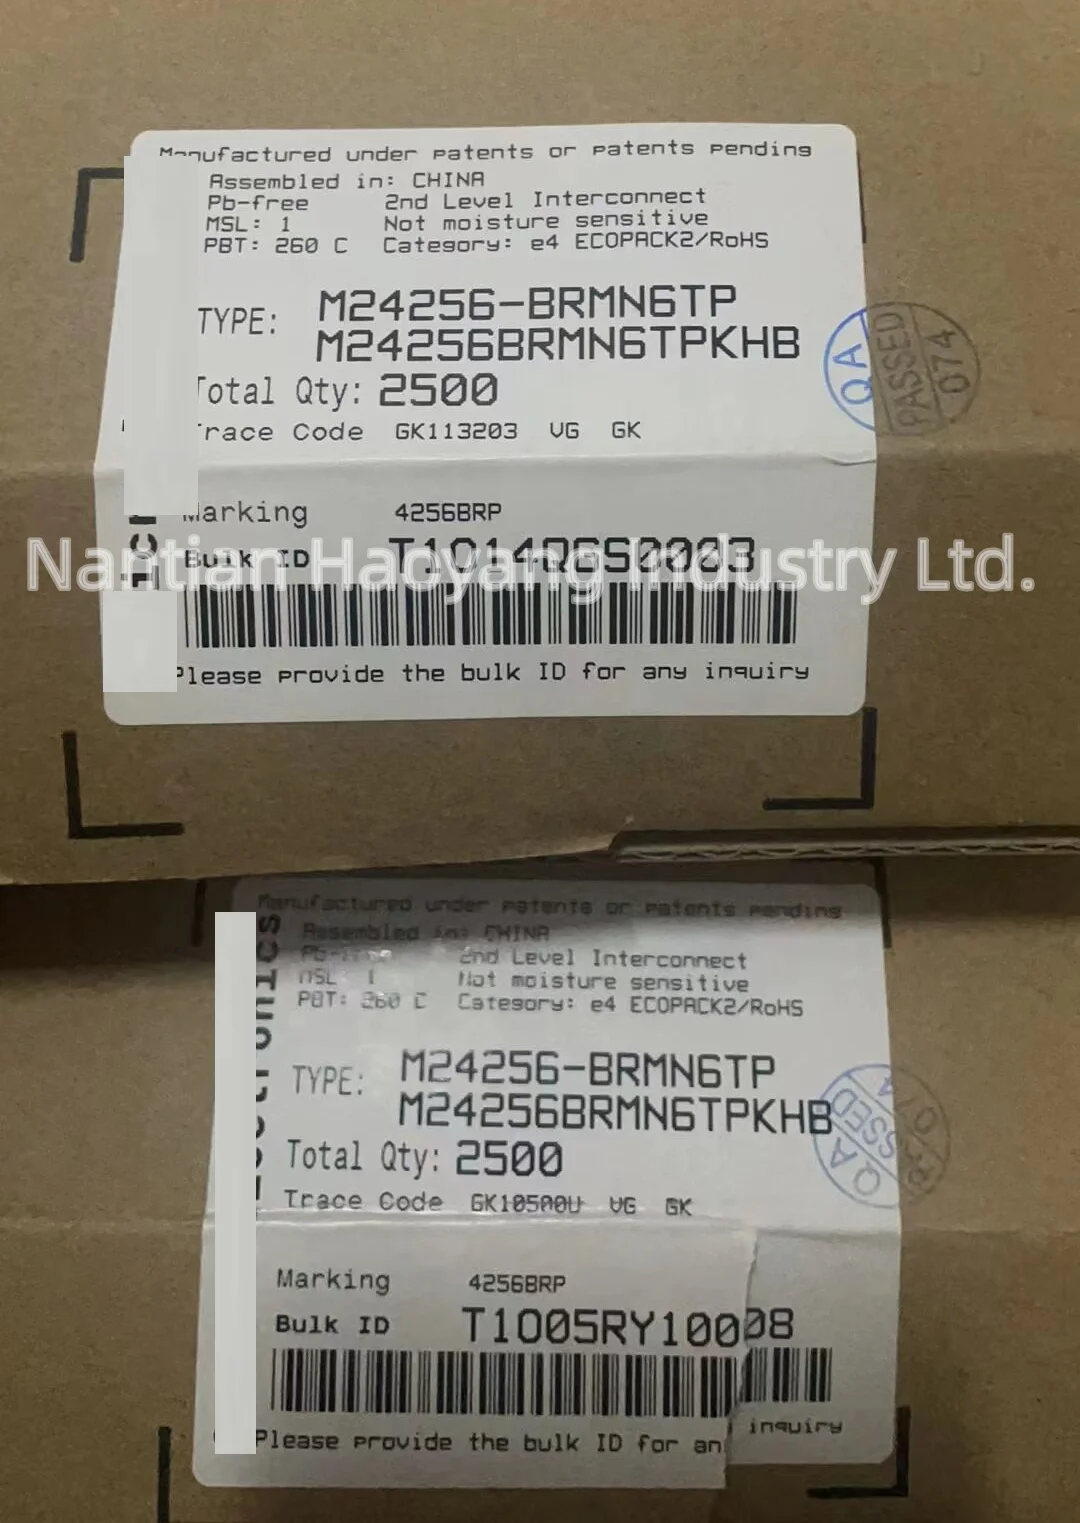 Manufactured under patents or patents pending
Assembled in: CHINA
Pb-free 2nd Level Interconnect
MSL: 1 Not moisture sensitive
PBT: 260 C Category: e4 ECOPACK2/RoHS
TYPE: M24256-BRMN6TP
M24256BRMN6TPKHB
Total Qty: 2500
Trace Code GK113203 VG GK
QA PASSED 074
Marking 4256BRP
Bulk ID
Nantian Haoyang Industry Ltd.
Please provide the bulk ID for any inquiry
Manufactured under patents or patents pending
Assembled in: CHINA
Pb-free 2nd Level Interconnect
MSL 1 Not moisture sensitive
PBT: 260 C Category: e4 ECOPACK2/RoHS
TYPE: M24256-BRMN6TP
M24256BRMN6TPKHB
Total Qty: 2500
Trace Code VG GK
QA
Marking 4256BRP
Bulk ID T1005RY10008
inquiry
Please provide the bulk ID for an